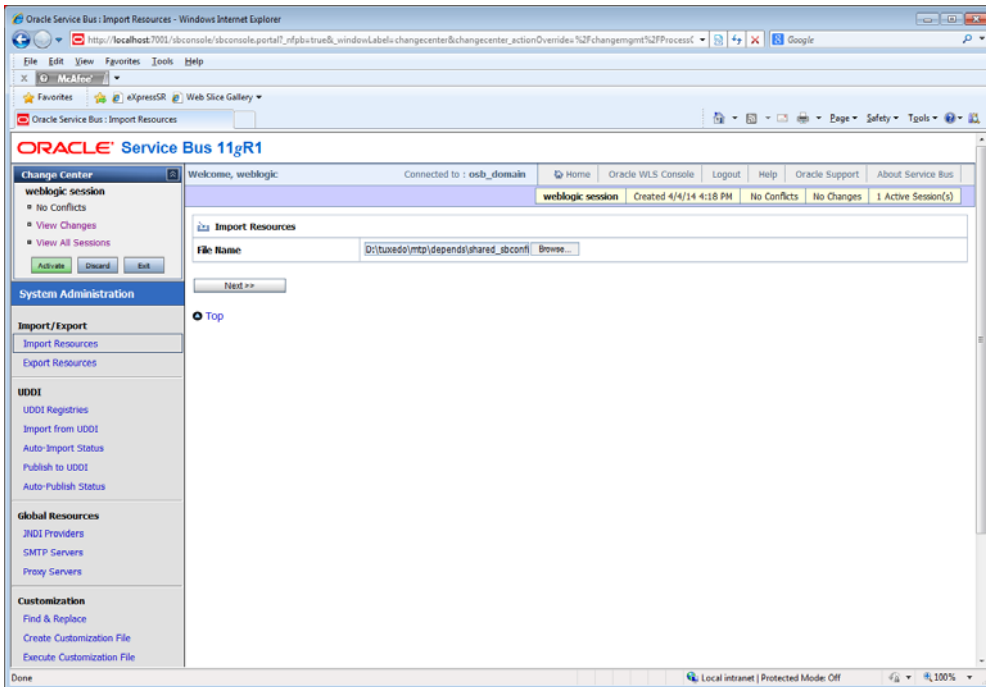 Oracle Service Bus : Import Resources - Windows Internet Explorer
http://localhost:7001/sbconsole/sbconsole.portal?_nfpb=true&_windowLabel=changecenter&changecenter_actionOverride=%2Fchangemgmt%2FProcessC
Google
File Edit View Favorites Tools Help
X McAfee
Favorites eXpressSR Web Slice Gallery
Oracle Service Bus : Import Resources
Page Safety Tools
ORACLE Service Bus 11gR1
Change Center
Welcome, weblogic
Connected to : osb_domain
Home Oracle WLS Console Logout Help Oracle Support About Service Bus
weblogic session Created 4/4/14 4:18 PM No Conflicts No Changes 1 Active Session(s)
weblogic session
No Conflicts
View Changes
View All Sessions
Activate Discard Exit
Import Resources
File Name D:\tuxedo\mtp\depends\shared_sbconfi Browse...
Next >>
Top
System Administration
Import/Export
Import Resources
Export Resources
UDDI
UDDI Registries
Import from UDDI
Auto-Import Status
Publish to UDDI
Auto-Publish Status
Global Resources
JNDI Providers
SMTP Servers
Proxy Servers
Customization
Find & Replace
Create Customization File
Execute Customization File
Done
Local intranet | Protected Mode: Off
100%